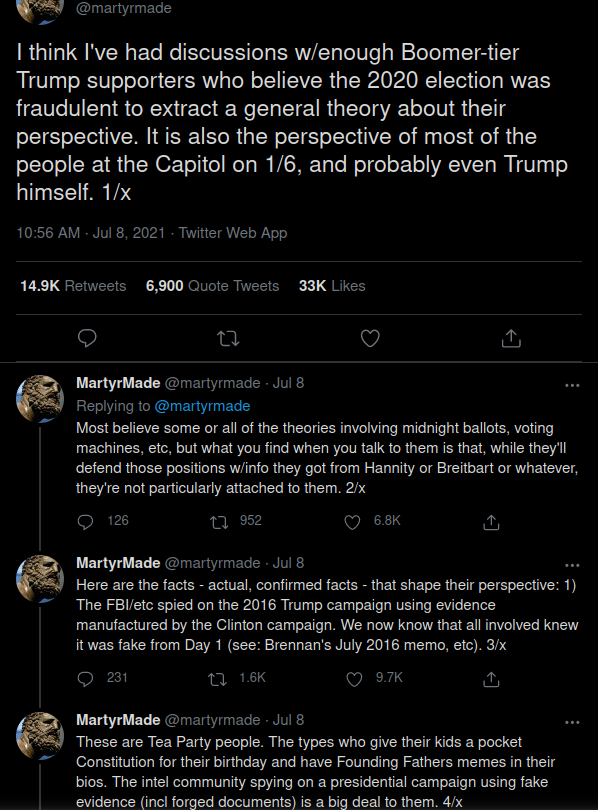 @martyrmade
I think I've had discussions w/enough Boomer-tier
Trump supporters who believe the 2020 election was
fraudulent to extract a general theory about their
perspective. It is also the perspective of most of the
people at the Capitol on 1/6, and probably even Trump
himself. 1/x
10:56 AM · Jul 8, 2021 · Twitter Web App
14.9K Retweets 6,900 Quote Tweets 33K Likes
MartyrMade @martyrmade · Jul 8
Replying to @martyrmade
Most believe some or all of the theories involving midnight ballots, voting
machines, etc, but what you find when you talk to them is that, while they'll
defend those positions w/info they got from Hannity or Breitbart or whatever,
they're not particularly attached to them. 2/x
126 952 6.8K
MartyrMade @martyrmade · Jul 8
Here are the facts - actual, confirmed facts - that shape their perspective: 1)
The FBI/etc spied on the 2016 Trump campaign using evidence
manufactured by the Clinton campaign. We now know that all involved knew
it was fake from Day 1 (see: Brennan's July 2016 memo, etc). 3/x
231 1.6K 9.7K
MartyrMade @martyrmade · Jul 8
These are Tea Party people. The types who give their kids a pocket
Constitution for their birthday and have Founding Fathers memes in their
bios. The intel community spying on a presidential campaign using fake
evidence (incl forged documents) is a big deal to them. 4/x